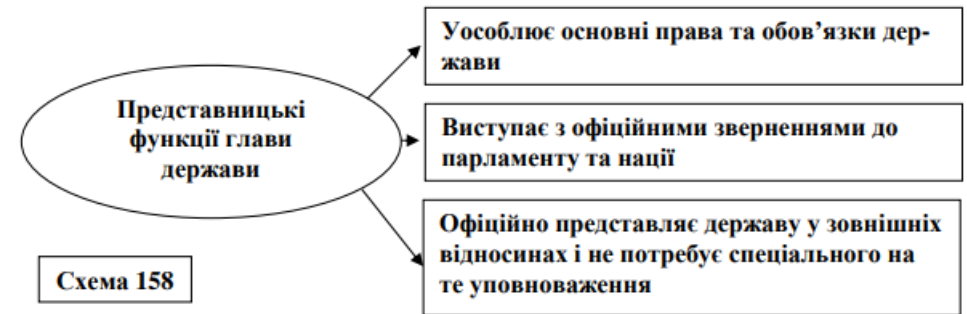 Уособлює основні права та обов’язки дер-
жави
Представницькі
функції глави
держави
Виступає з офіційними зверненнями до
парламенту та нації
Офіційно представляє державу у зовнішніх
відносинах і не потребує спеціального на
те уповноваження
Схема 158